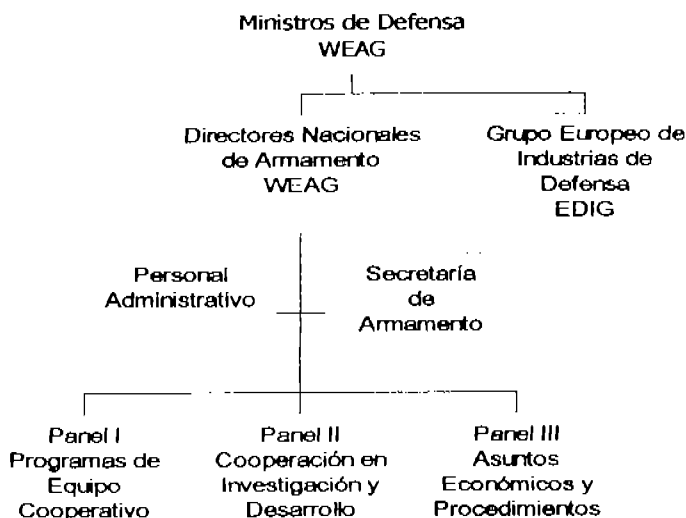 Ministros de Defensa
WEAG
Directores Nacionales
de Armamento
WEAG
Grupo Europeo de
Industrias de
Defensa
EDIG
Personal
Administrativo
Secretaría
de
Armamento
Panel I
Programas de
Equipo
Cooperativo
Panel II
Cooperación en
Investigación y
Desarrollo
Panel III
Asuntos
Económicos y
Procedimientos